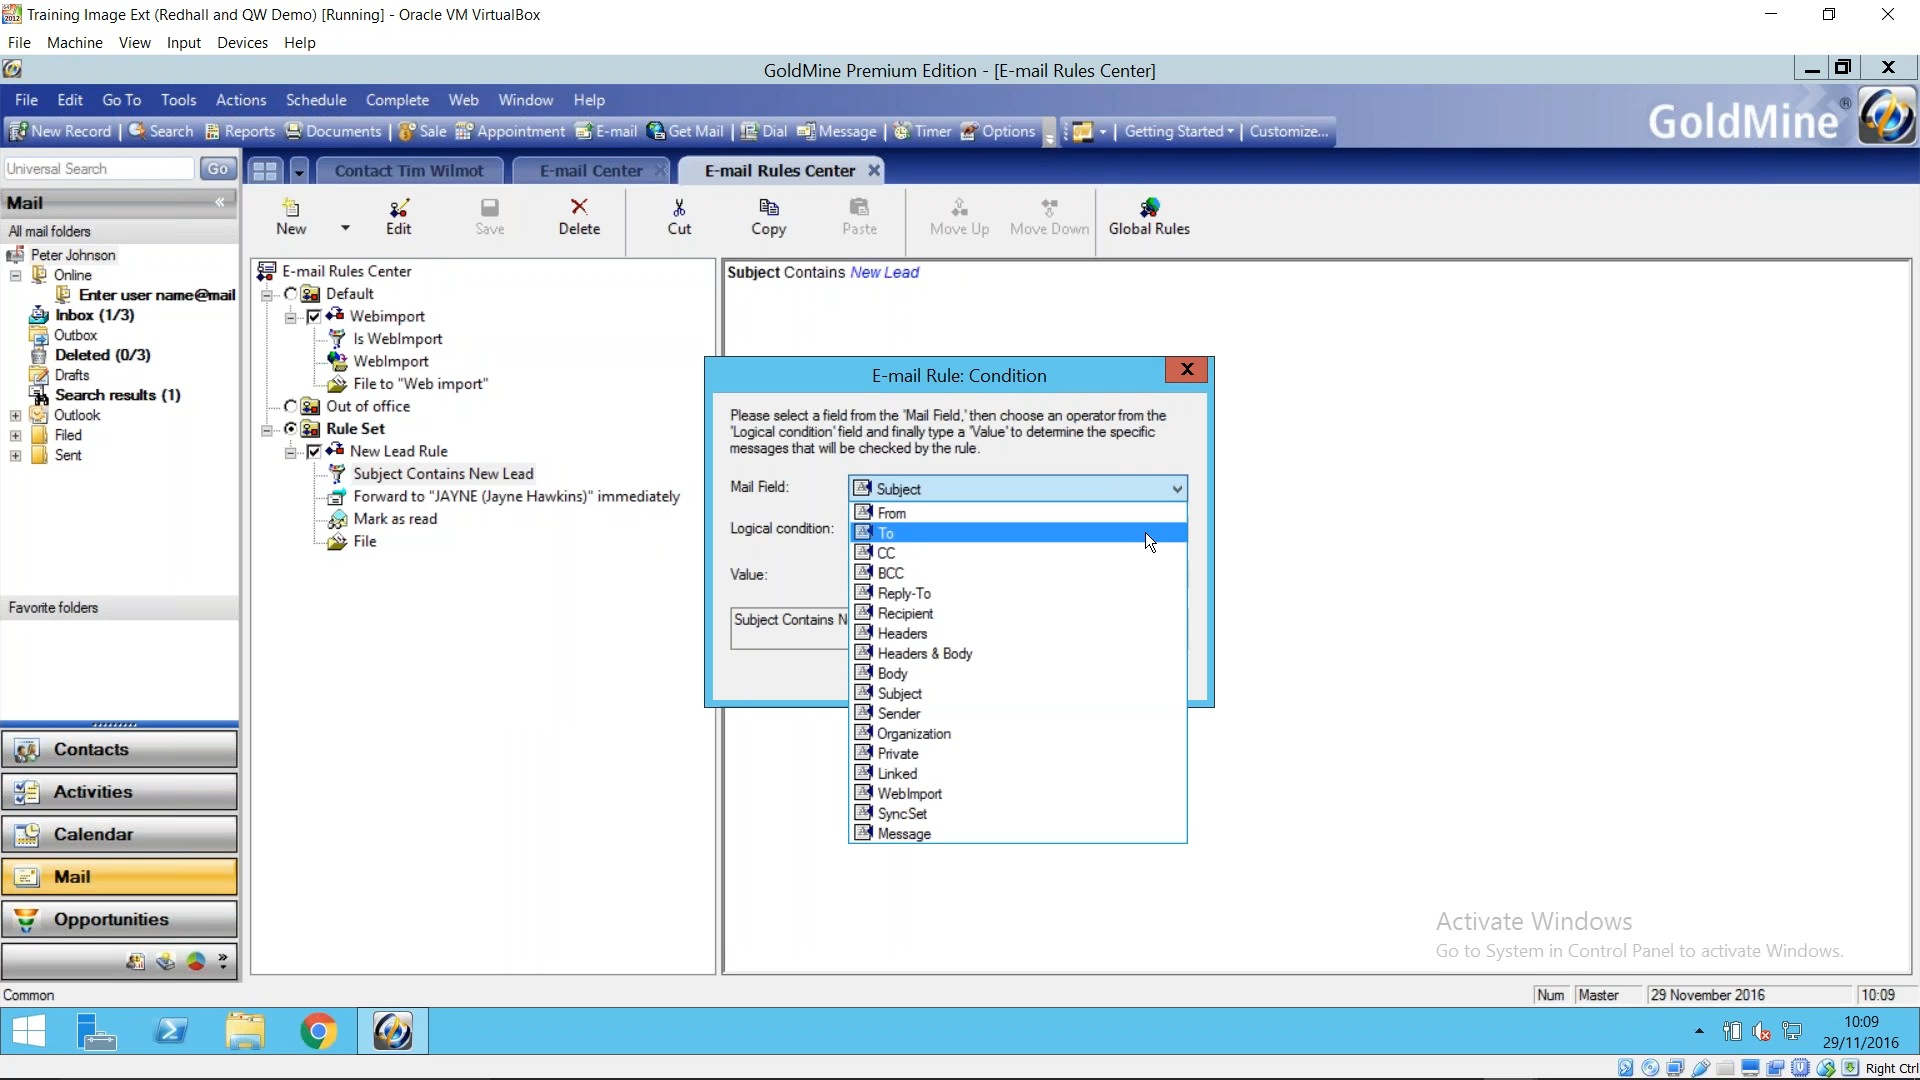 Training Image Ext (Redhall and QW Demo) [Running] - Oracle VM VirtualBox
File Machine View Input Devices Help
GoldMine Premium Edition - [E-mail Rules Center]
File Edit Go To Tools Actions Schedule Complete Web Window Help
New Record Search Reports Documents Sale Appointment E-mail Get Mail Dial Message Timer Options Getting Started Customize...
GoldMine ®
Universal Search Go
Contact Tim Wilmot E-mail Center E-mail Rules Center
Mail
All mail folders
Peter Johnson
Online
Enter user name@mail
Inbox (1/3)
Outbox
Deleted (0/3)
Drafts
Search results (1)
Outlook
Filed
Sent
Favorite folders
Contacts
Activities
Calendar
Mail
Opportunities
New Edit Save Delete Cut Copy Paste Move Up Move Down Global Rules
E-mail Rules Center
Default
Webimport
Is WebImport
WebImport
File to "Web import"
Out of office
Rule Set
New Lead Rule
Subject Contains New Lead
Forward to "JAYNE (Jayne Hawkins)" immediately
Mark as read
File
Subject Contains New Lead
E-mail Rule: Condition
Please select a field from the 'Mail Field,' then choose an operator from the
'Logical condition' field and finally type a 'Value' to determine the specific
messages that will be checked by the rule.
Mail Field: Subject
Logical condition:
Value:
Subject Contains N
From
To
CC
BCC
Reply-To
Recipient
Headers
Headers & Body
Body
Subject
Sender
Organization
Private
Linked
WebImport
SyncSet
Message
Activate Windows
Go to System in Control Panel to activate Windows.
Common Num Master 29 November 2016 10:09
10:09
29/11/2016
Right Ctrl